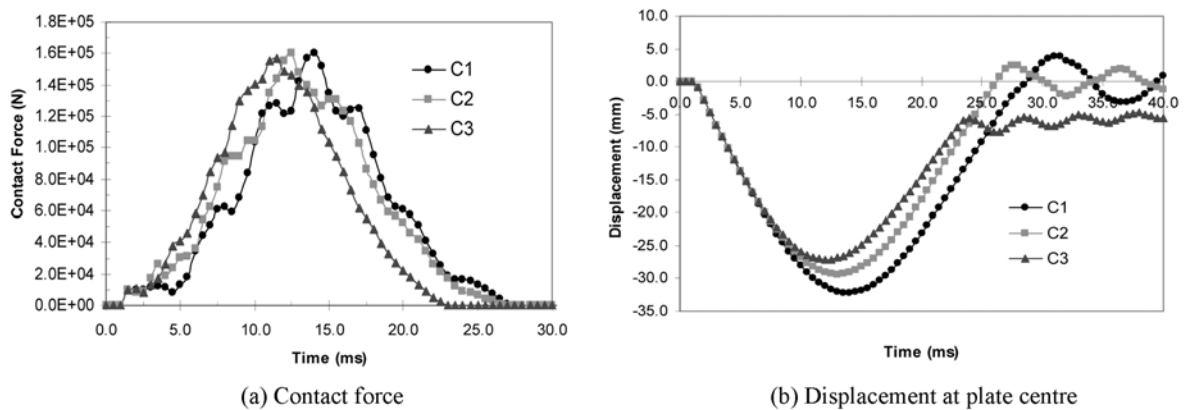 1.8E+05
1.6E+05
1.4E+05
1.2E+05
1.0E+05
8.0E+04
6.0E+04
4.0E+04
2.0E+04
0.0E+00
Contact Force (N)
C1
C2
C3
0.0 5.0 10.0 15.0 20.0 25.0 30.0
Time (ms)
(a) Contact force
10.0
5.0
0.0
-5.0
-10.0
-15.0
-20.0
-25.0
-30.0
-35.0
Displacement (mm)
0.0 5.0 10.0 15.0 20.0 25.0 30.0 35.0 40.0
C1
C2
C3
Time (ms)
(b) Displacement at plate centre